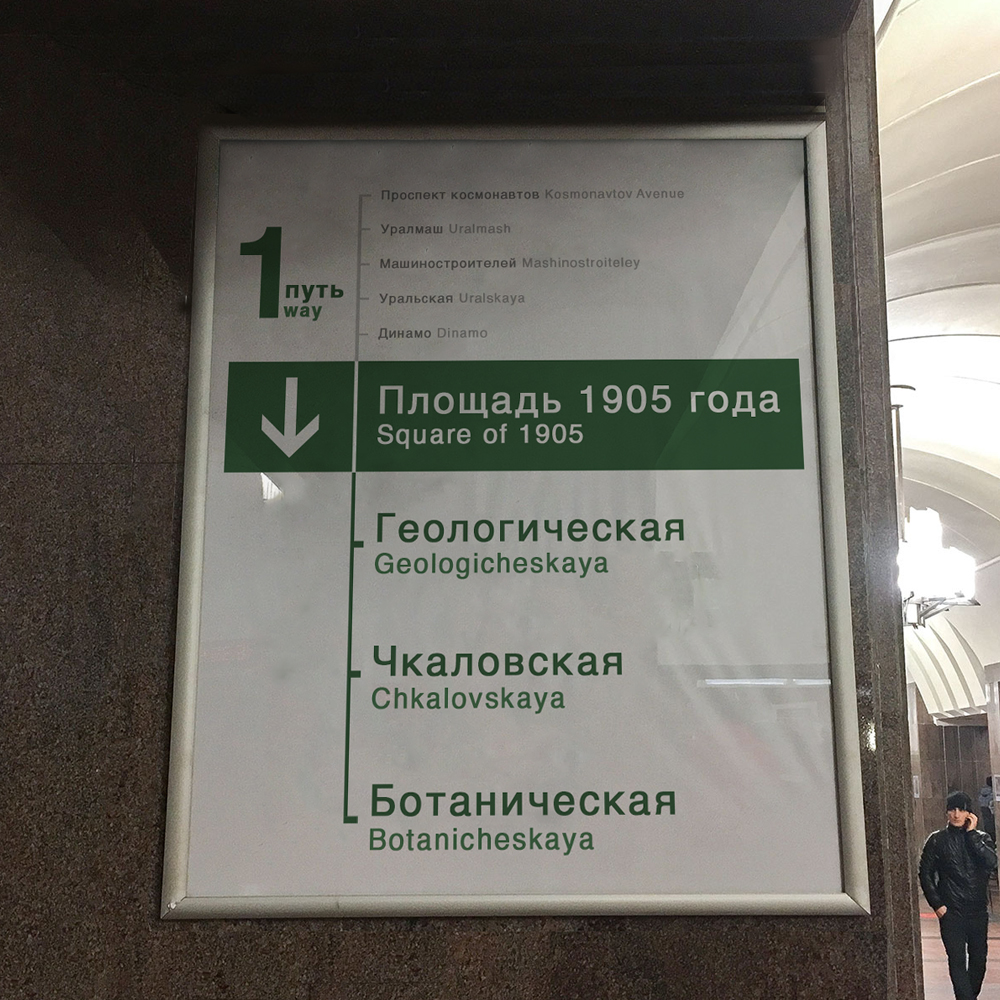 Проспект космонавтов Kosmonavtov Avenue
Уралмаш Uralmash
Машиностроителей Mashinostroiteley
Уральская Uralskaya
Динамо Dinamo
1 путь
way
Площадь 1905 года
Square of 1905
Геологическая
Geologicheskaya
Чкаловская
Chkalovskaya
Ботаническая
Botanicheskaya